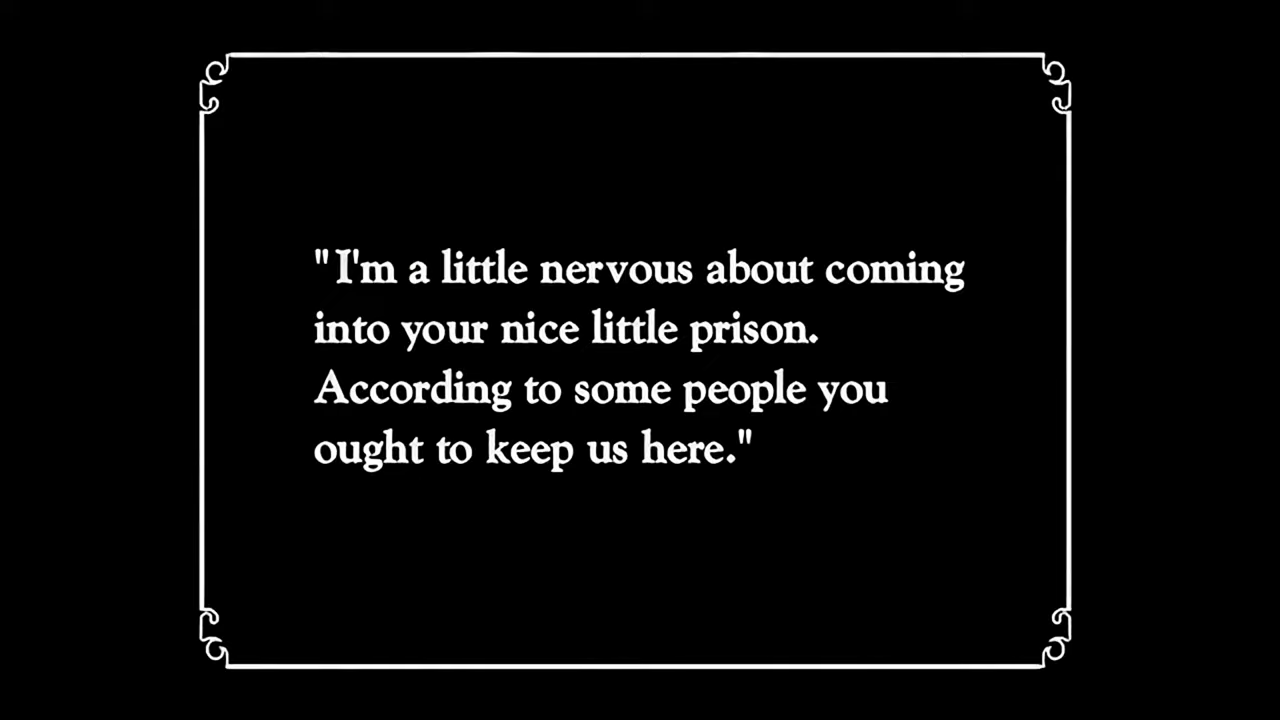 "I'm a little nervous about coming
into your nice little prison.
According to some people you
ought to keep us here."